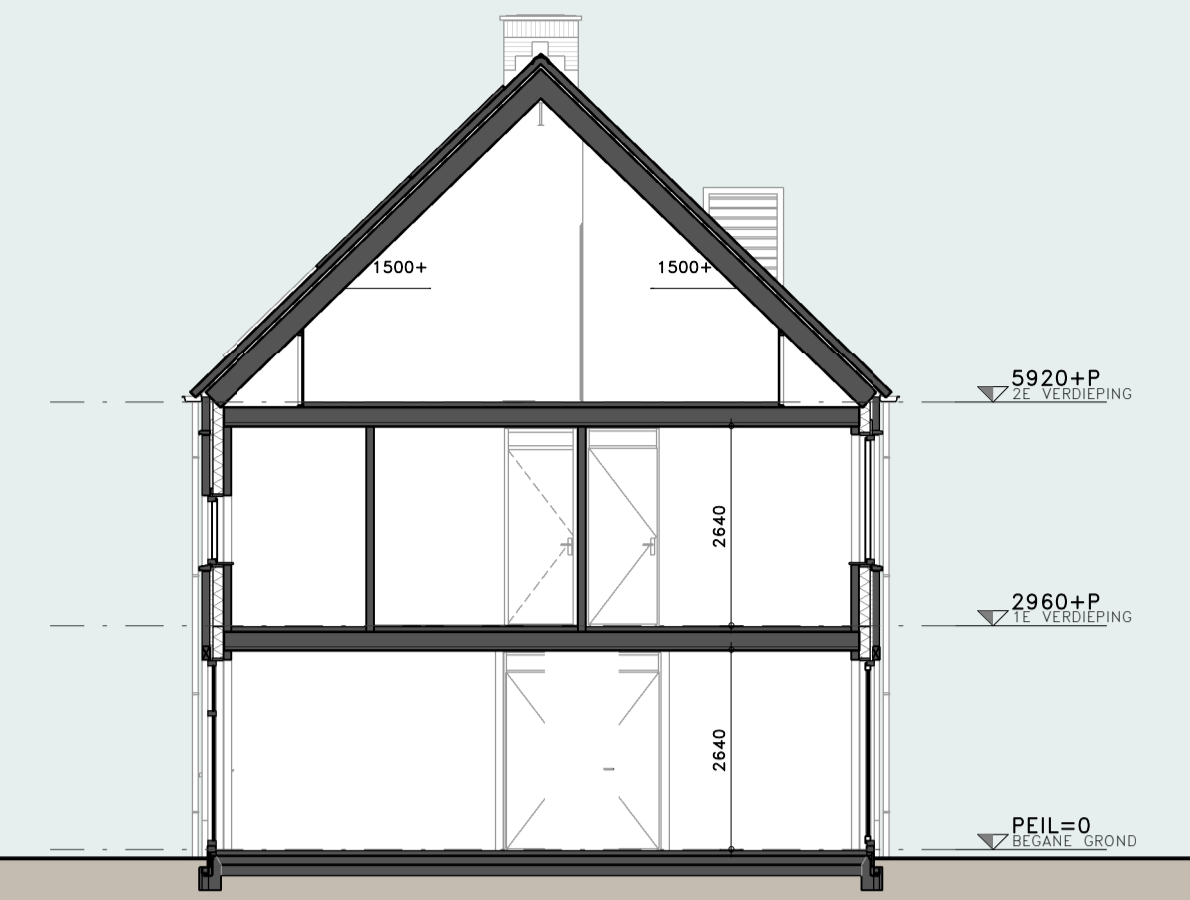 1500+
1500+
5920+P
2E VERDIEPING
2640
2960+P
1E VERDIEPING
2640
PEIL=0
BEGANE GROND